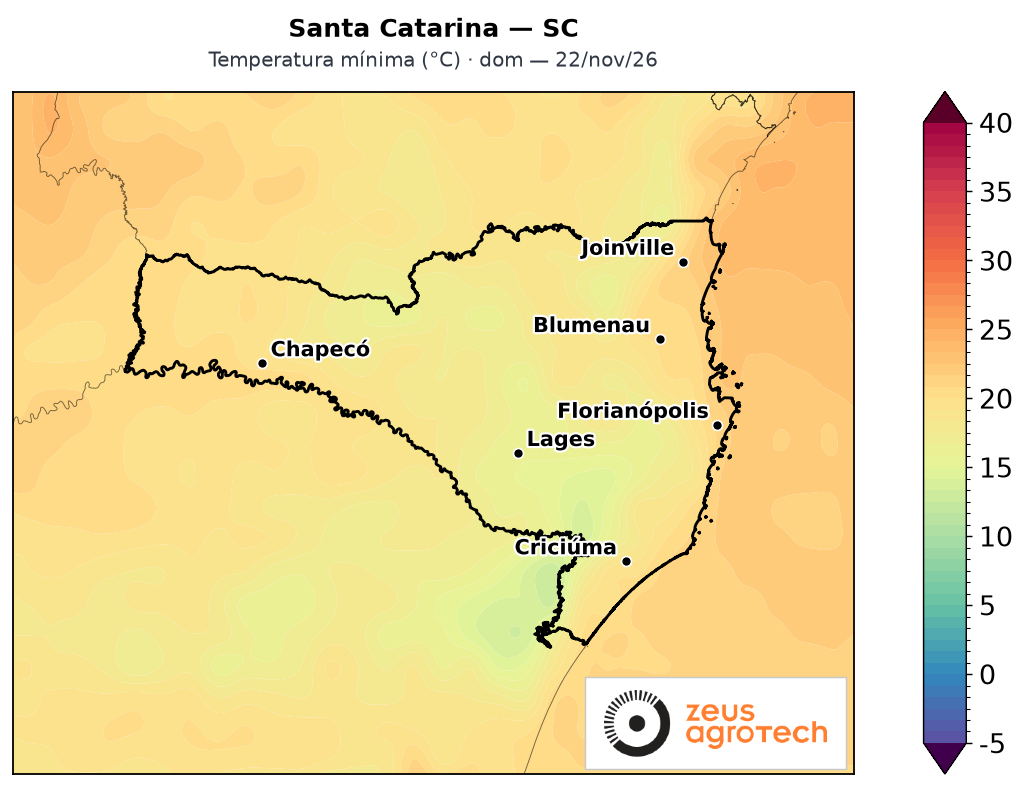 Santa Catarina — SC
Temperatura mínima (°C) · dom — 22/nov/26
Joinville
Blumenau
Chapecó
Florianópolis
Lages
Criciúma
40
35
30
25
20
15
10
5
0
-5
zeus
agrotech